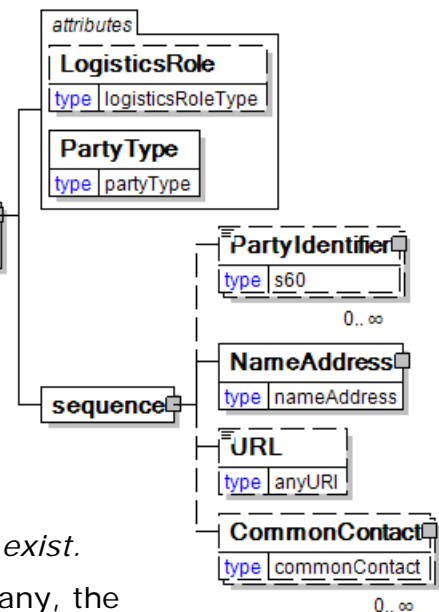 attributes
LogisticsRole
type logisticsRoleType
PartyType
type partyType
PartyIdentifier
type s60
0..∞
NameAddress
type nameAddress
sequence
URL
type anyURI
CommonContact
type commonContact
0..∞
exist.
any, the